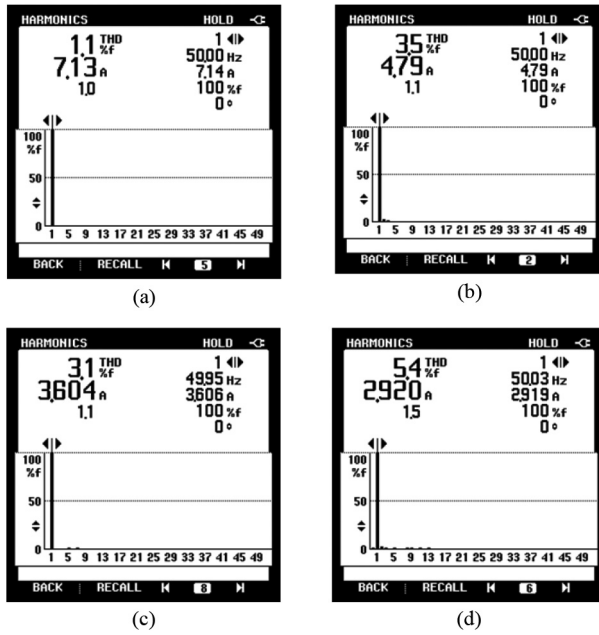 HARMONICS HOLD
1.1 THD %f 1
7.13 A 50.00 Hz
7.14 A
1.0 100 %f
0 °
100
%f
50
0
1 5 9 13 17 21 25 29 33 37 41 45 49
BACK RECALL 5
(a)
HARMONICS HOLD
3.5 THD %f 1
4.79 A 50.00 Hz
4.79 A
1.1 100 %f
0 °
100
%f
50
0
1 5 9 13 17 21 25 29 33 37 41 45 49
BACK RECALL 2
(b)
HARMONICS HOLD
3.1 THD %f 1
3.604 A 49.95 Hz
3.606 A
1.1 100 %f
0 °
100
%f
50
0
1 5 9 13 17 21 25 29 33 37 41 45 49
BACK RECALL 8
(c)
HARMONICS HOLD
5.4 THD %f 1
2.920 A 50.03 Hz
2.919 A
1.5 100 %f
0 °
100
%f
50
0
1 5 9 13 17 21 25 29 33 37 41 45 49
BACK RECALL 6
(d)